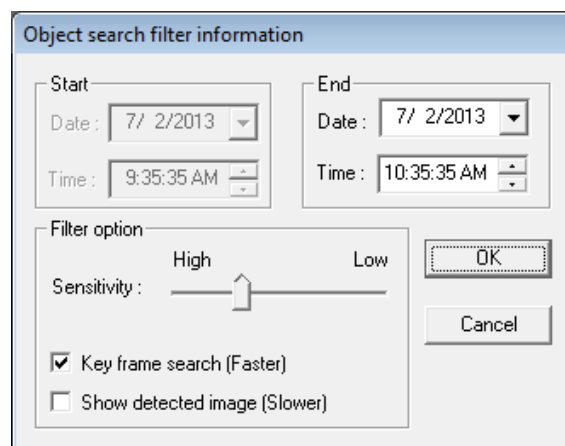 Object search filter information
Start
Date : 7/ 2/2013
Time : 9:35:35 AM
End
Date : 7/ 2/2013
Time : 10:35:35 AM
Filter option
High Low
Sensitivity :
Key frame search (Faster)
Show detected image (Slower)
OK
Cancel